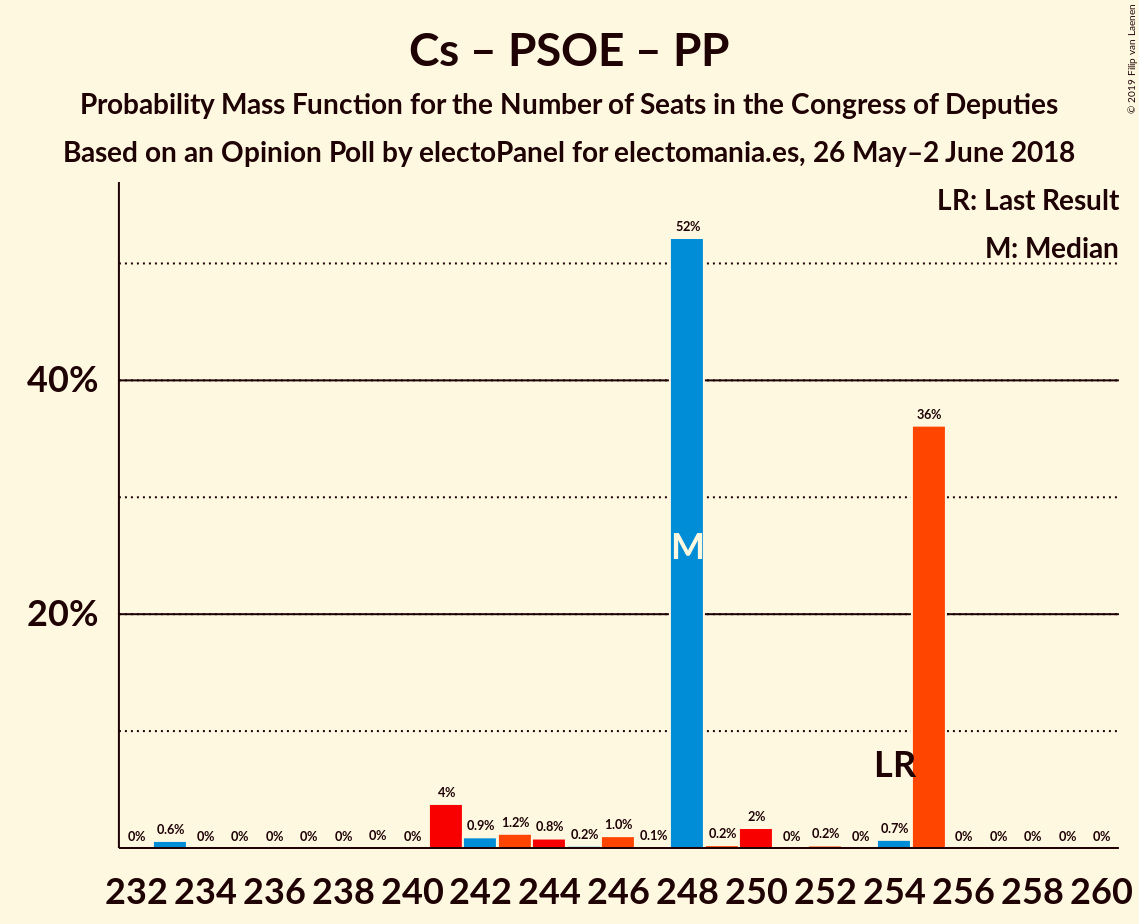 Cs – PSOE – PP
Probability Mass Function for the Number of Seats in the Congress of Deputies
Based on an Opinion Poll by electoPanel for electomania.es, 26 May–2 June 2018
© 2019 Filip van Laenen
LR: Last Result
M: Median
52%
40%
36%
M
20%
LR
0% 0.6% 0% 0% 0% 0% 0% 0% 0% 4% 0.9% 1.2% 0.8% 0.2% 1.0% 0.1% 0.2% 2% 0% 0.2% 0% 0.7% 0% 0% 0% 0% 0%
232 234 236 238 240 242 244 246 248 250 252 254 256 258 260